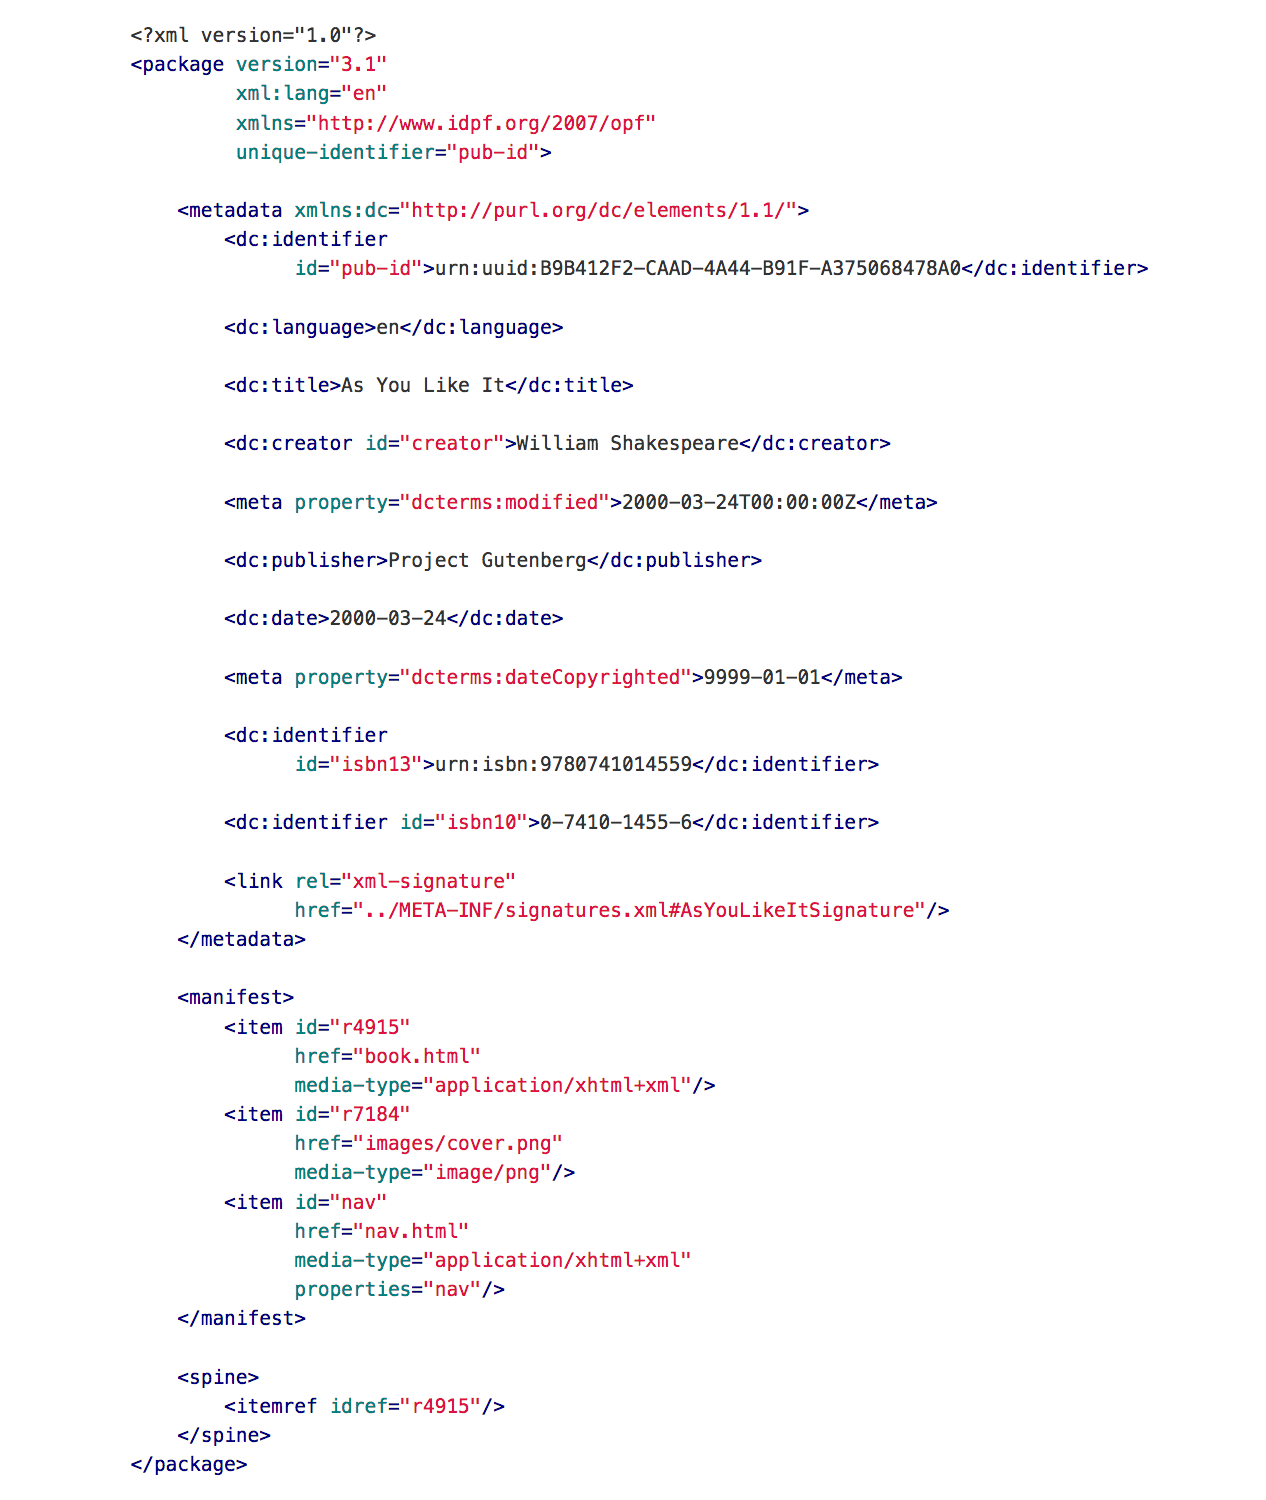 <?xml version="1.0"?>
<package version="3.1"
xml:lang="en"
xmlns="http://www.idpf.org/2007/opf"
unique-identifier="pub-id">
<metadata xmlns:dc="http://purl.org/dc/elements/1.1/">
<dc:identifier
id="pub-id">urn:uuid:B9B412F2-CAAD-4A44-B91F-A375068478A0</dc:identifier>
<dc:language>en</dc:language>
<dc:title>As You Like It</dc:title>
<dc:creator id="creator">William Shakespeare</dc:creator>
<meta property="dcterms:modified">2000-03-24T00:00:00Z</meta>
<dc:publisher>Project Gutenberg</dc:publisher>
<dc:date>2000-03-24</dc:date>
<meta property="dcterms:dateCopyrighted">9999-01-01</meta>
<dc:identifier
id="isbn13">urn:isbn:9780741014559</dc:identifier>
<dc:identifier id="isbn10">0-7410-1455-6</dc:identifier>
<link rel="xml-signature"
href="../META-INF/signatures.xml#AsYouLikeItSignature"/>
</metadata>
<manifest>
<item id="r4915"
href="book.html"
media-type="application/xhtml+xml"/>
<item id="r7184"
href="images/cover.png"
media-type="image/png"/>
<item id="nav"
href="nav.html"
media-type="application/xhtml+xml"
properties="nav"/>
</manifest>
<spine>
<itemref idref="r4915"/>
</spine>
</package>